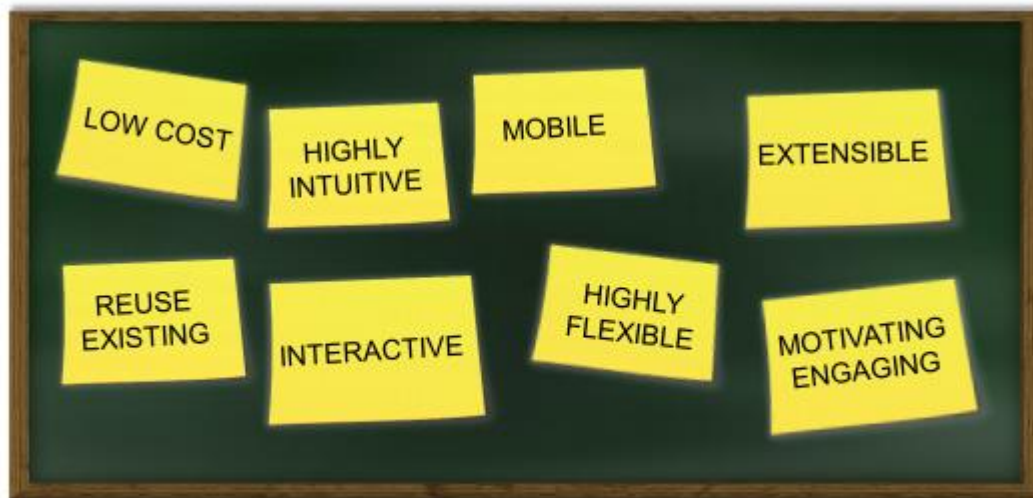 LOW COST
HIGHLY
INTUITIVE
MOBILE
EXTENSIBLE
REUSE
EXISTING
INTERACTIVE
HIGHLY
FLEXIBLE
MOTIVATING
ENGAGING